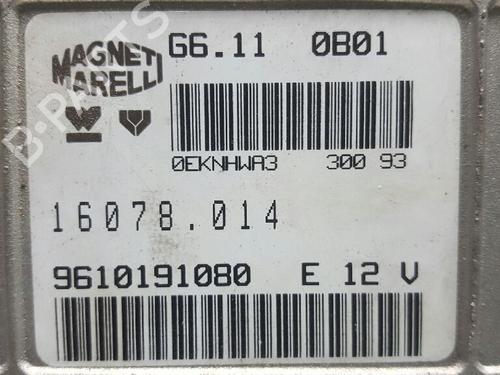 MAGNETI MARELLI G6.11 0B01
0EKNHWA3 300 93
16078.014
9610191080 E 12 V
B-PARTS